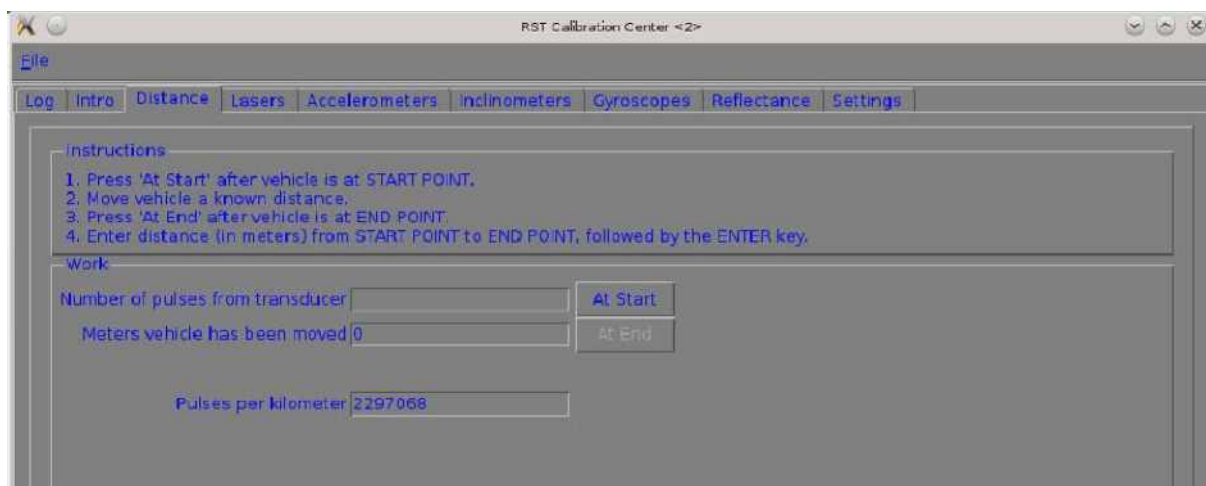 RST Calibration Center <2>
File
Log Intro Distance Lasers Accelerometers Inclinometers Gyroscopes Reflectance Settings
Instructions
1. Press 'At Start' after vehicle is at START POINT.
2. Move vehicle a known distance.
3. Press 'At End' after vehicle is at END POINT.
4. Enter distance (in meters) from START POINT to END POINT, followed by the ENTER key.
Work
Number of pulses from transducer At Start
Meters vehicle has been moved 0 At End
Pulses per kilometer 2297068